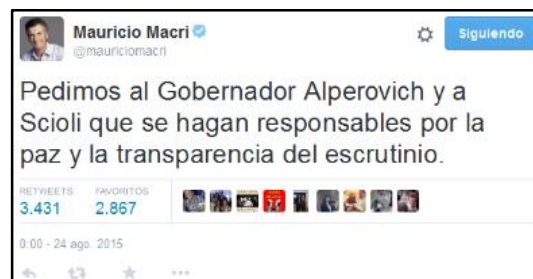 Mauricio Macri
@mauriciomacri
Siguiendo
Pedimos al Gobernador Alperovich y a
Scioli que se hagan responsables por la
paz y la transparencia del escrutinio.
RETWEETS FAVORITOS
3.431 2.867
0:00 - 24 ago. 2015